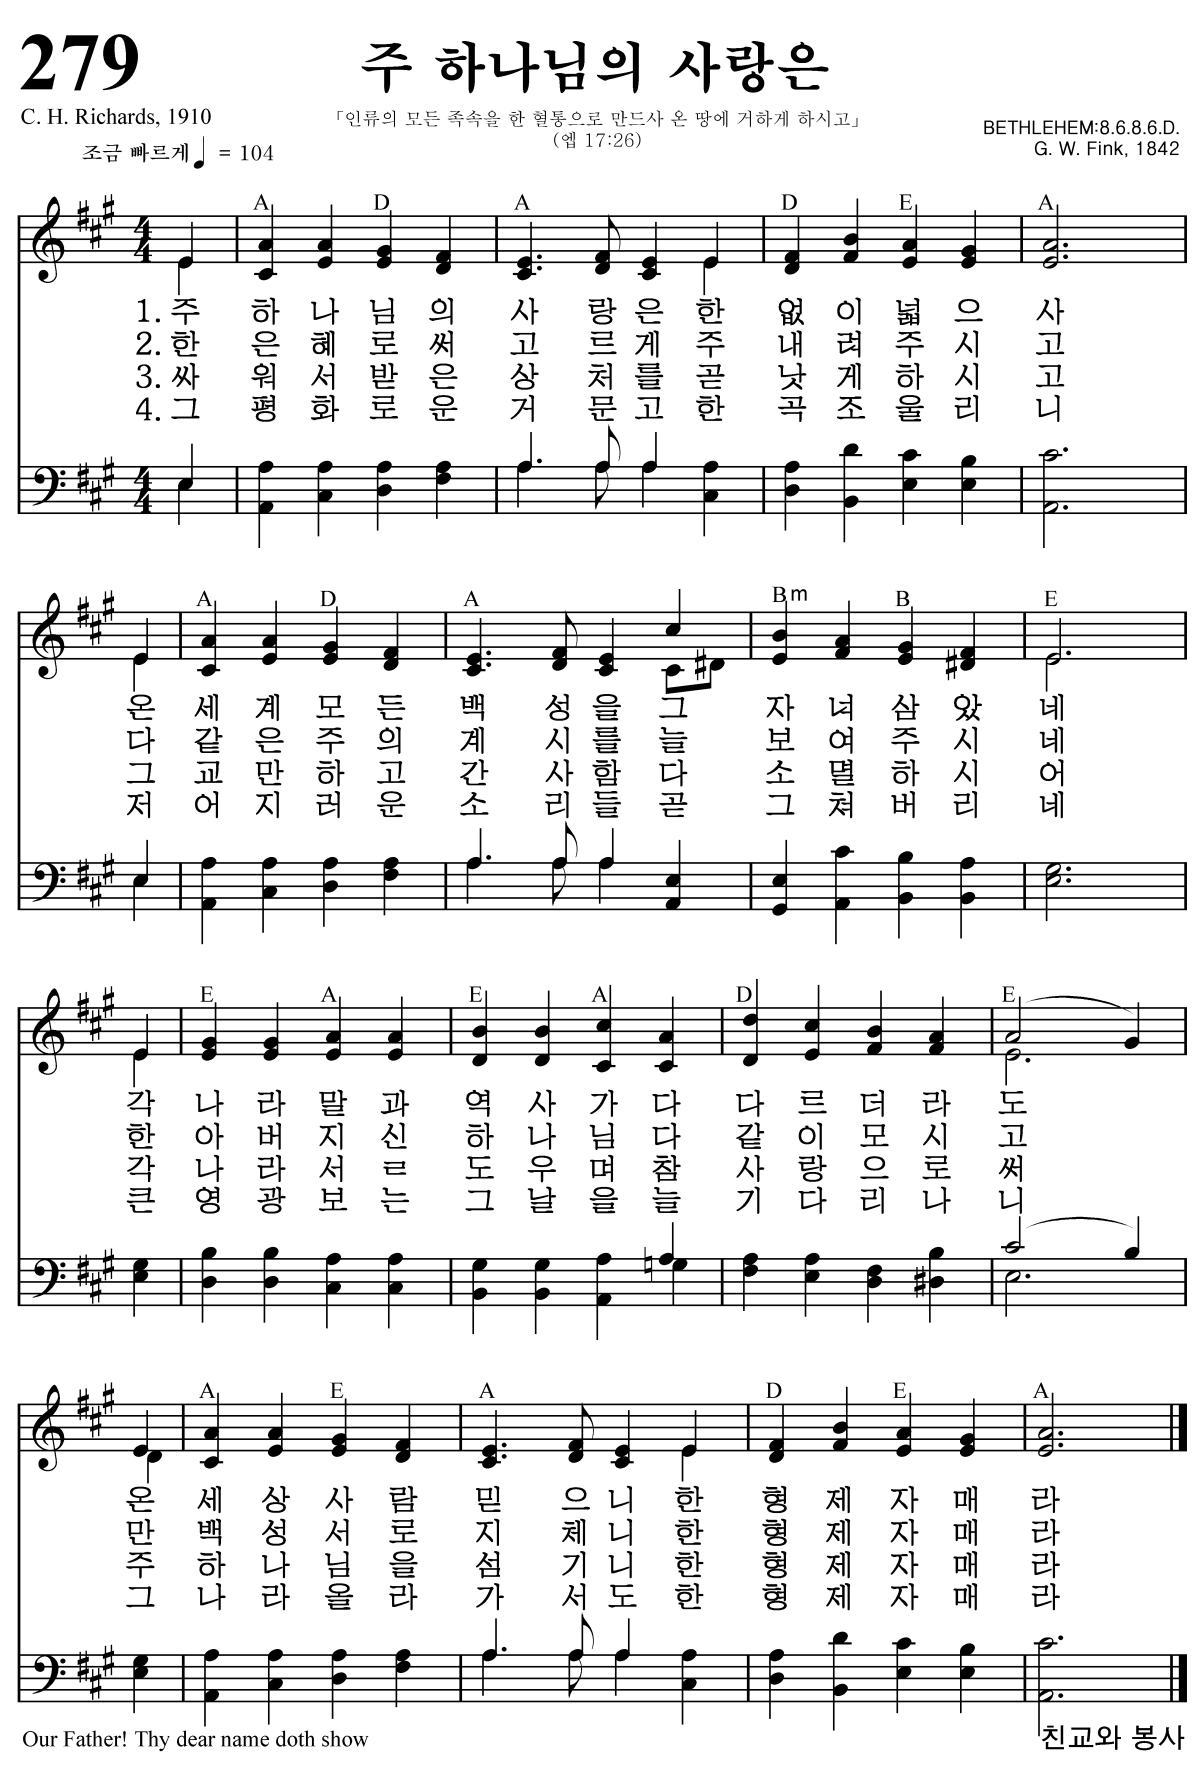 279
주 하나님의 사랑은
C. H. Richards, 1910
「인류의 모든 족속을 한 혈통으로 만드사 온 땅에 거하게 하시고」
(엡 17:26)
BETHLEHEM:8.6.8.6.D.
G. W. Fink, 1842
조금 빠르게 ♩ = 104
A D A D E A
4 4
1. 주 하 나 님 의 사 랑 은 한 없 이 넓 으 사
2. 한 은 혜 로 써 고 르 게 주 내 려 주 시 고
3. 싸 워 서 받 은 상 처 를 곧 낫 게 하 시 고
4. 그 평 화 로 운 거 문 고 한 곡 조 울 리 니
4 4
A D A Bm B E
온 세 계 모 든 백 성 을 그 자 녀 삼 았 네
다 같 은 주 의 계 시 를 늘 보 여 주 시 네
그 교 만 하 고 간 사 함 다 소 멸 하 시 어
저 어 지 러 운 소 리 들 곧 그 쳐 버 리 네
E A E A D E
각 나 라 말 과 역 사 가 다 다 르 더 라 도
한 아 버 지 신 하 나 님 다 같 이 모 시 고
각 나 라 서 ㄹ 도 우 며 참 사 랑 으 로 써
큰 영 광 보 는 그 날 을 늘 기 다 리 나 니
A E A D E A
온 세 상 사 람 믿 으 니 한 형 제 자 매 라
만 백 성 서 로 지 체 니 한 형 제 자 매 라
주 하 나 님 을 섬 기 니 한 형 제 자 매 라
그 나 라 올 라 가 서 도 한 형 제 자 매 라
Our Father! Thy dear name doth show
친교와 봉사